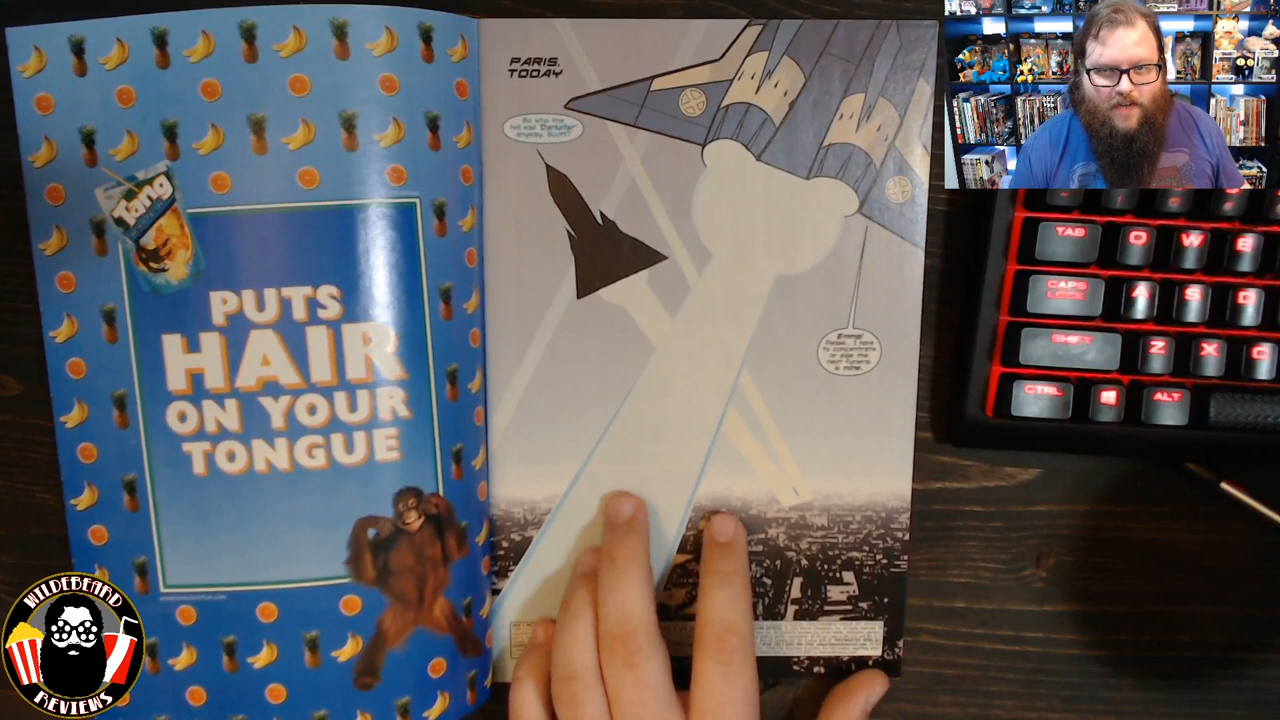 Tang
PUTS
HAIR
ON YOUR
TONGUE
PARIS,
TODAY
So who the
hell was "Darkstar"
anyway, Scott?
Emma!
Please... I have
to concentrate
or else the
next funeral
is mine.
TAB
Q
W
E
CAPS
LOCK
A
S
D
SHIFT
Z
X
C
CTRL
ALT
WILDEBEARD
REVIEWS